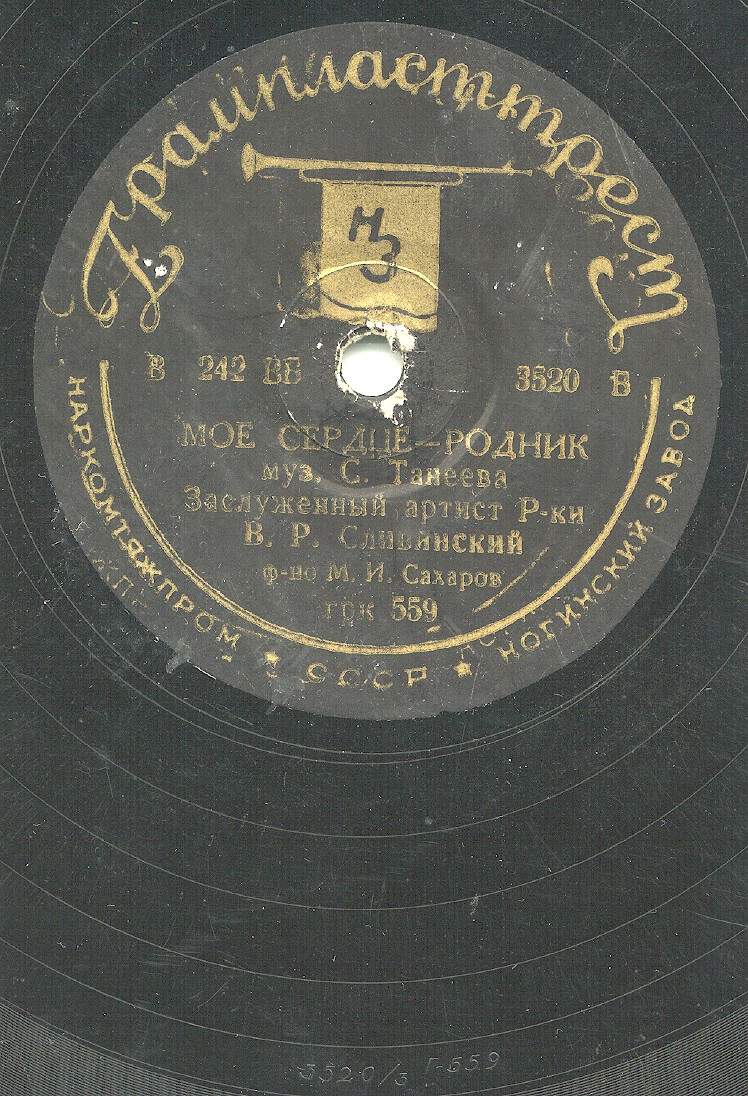 Грампласттрест
НЗ
В 242 ВВ 3520 В
МОЕ СЕРДЦЕ—РОДНИК
муз. С. Танеева
Заслуженный артист Р-ки
В. Р. Сливинский
ф-но М. И. Сахаров
грк 559
НАРКОМТЯЖПРОМ ★ СССР ★ НОГИНСКИЙ ЗАВОД
3520/3 Г-559